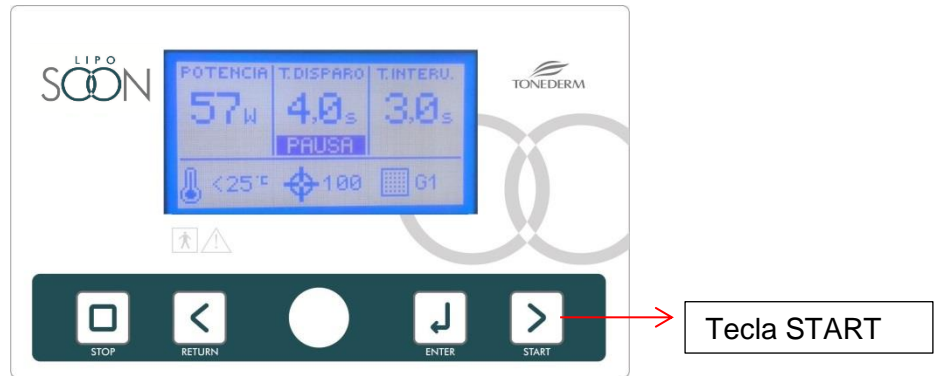 LIPO
SOON
POTENCIA T.DISPARO T.INTERV.
57W 4,0s 3,0s
PAUSA
<25°C 100 G1
TONEDERM
STOP RETURN ENTER START
Tecla START